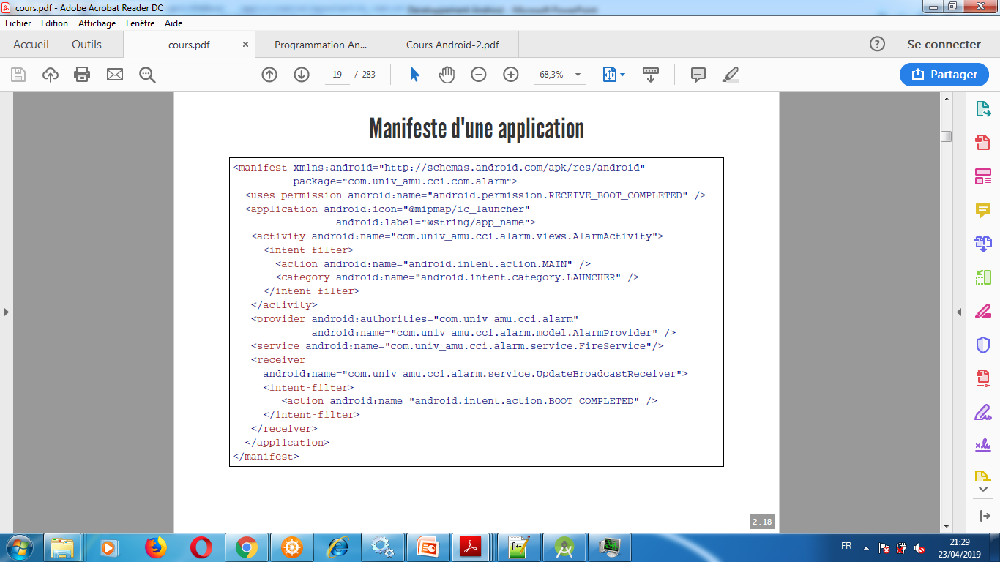 cours.pdf - Adobe Acrobat Reader DC
Fichier Edition Affichage Fenêtre Aide
Accueil Outils cours.pdf × Programmation An... Cours Android-2.pdf ? Se connecter
19 / 283 68,3% Partager
Manifeste d'une application
<manifest xmlns:android="http://schemas.android.com/apk/res/android"
package="com.univ_amu.cci.com.alarm">
<uses-permission android:name="android.permission.RECEIVE_BOOT_COMPLETED" />
<application android:icon="@mipmap/ic_launcher"
android:label="@string/app_name">
<activity android:name="com.univ_amu.cci.alarm.views.AlarmActivity">
<intent-filter>
<action android:name="android.intent.action.MAIN" />
<category android:name="android.intent.category.LAUNCHER" />
</intent-filter>
</activity>
<provider android:authorities="com.univ_amu.cci.alarm"
android:name="com.univ_amu.cci.alarm.model.AlarmProvider" />
<service android:name="com.univ_amu.cci.alarm.service.FireService"/>
<receiver
android:name="com.univ_amu.cci.alarm.service.UpdateBroadcastReceiver">
<intent-filter>
<action android:name="android.intent.action.BOOT_COMPLETED" />
</intent-filter>
</receiver>
</application>
</manifest>
2 . 18
FR 21:29
23/04/2019